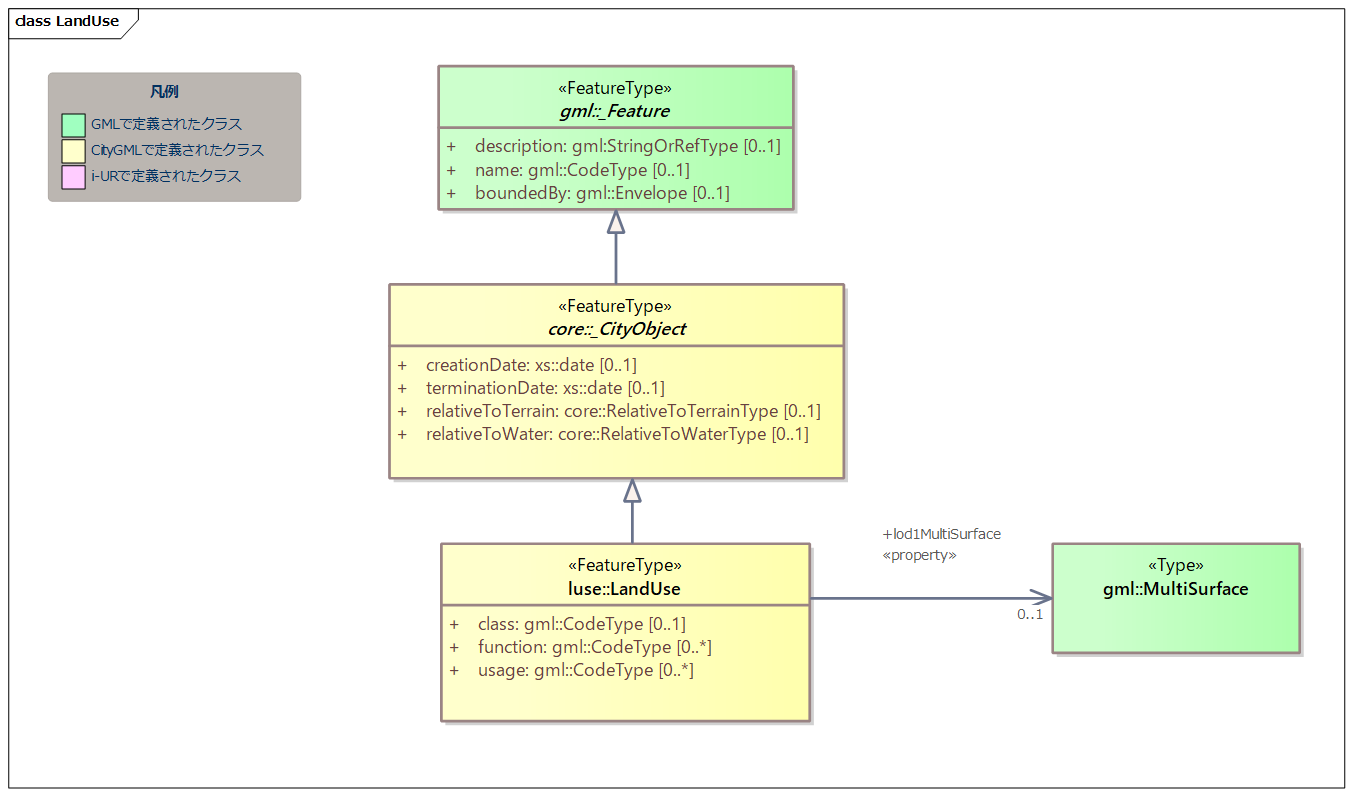 class LandUse
凡例
GMLで定義されたクラス
CityGMLで定義されたクラス
i-URで定義されたクラス
«FeatureType»
gml::_Feature
+ description: gml:StringOrRefType [0..1]
+ name: gml::CodeType [0..1]
+ boundedBy: gml::Envelope [0..1]
«FeatureType»
core::_CityObject
+ creationDate: xs::date [0..1]
+ terminationDate: xs::date [0..1]
+ relativeToTerrain: core::RelativeToTerrainType [0..1]
+ relativeToWater: core::RelativeToWaterType [0..1]
«FeatureType»
luse::LandUse
+ class: gml::CodeType [0..1]
+ function: gml::CodeType [0..*]
+ usage: gml::CodeType [0..*]
+lod1MultiSurface
«property»
0..1
«Type»
gml::MultiSurface